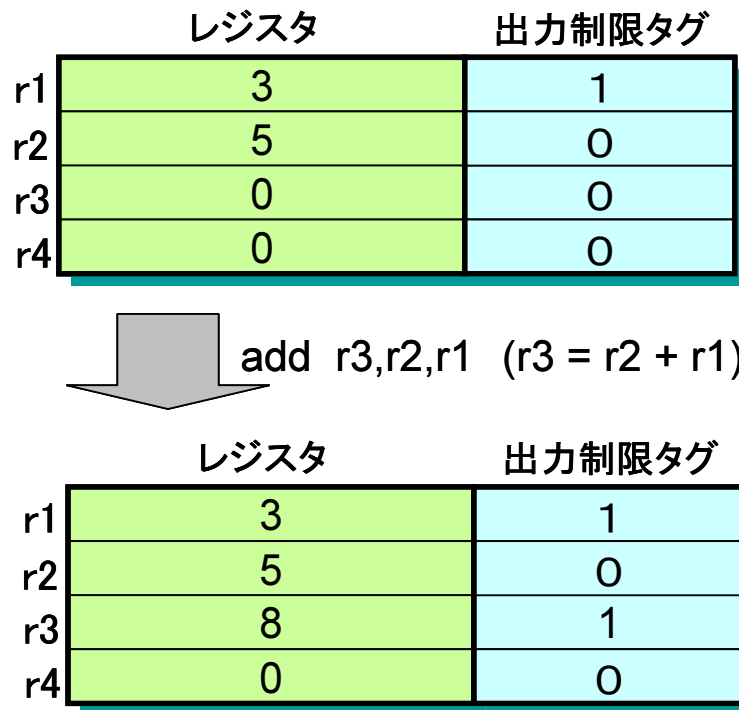 レジスタ 出力制限タグ
r1 3 1
r2 5 0
r3 0 0
r4 0 0
add r3,r2,r1 (r3 = r2 + r1)
レジスタ 出力制限タグ
r1 3 1
r2 5 0
r3 8 1
r4 0 0